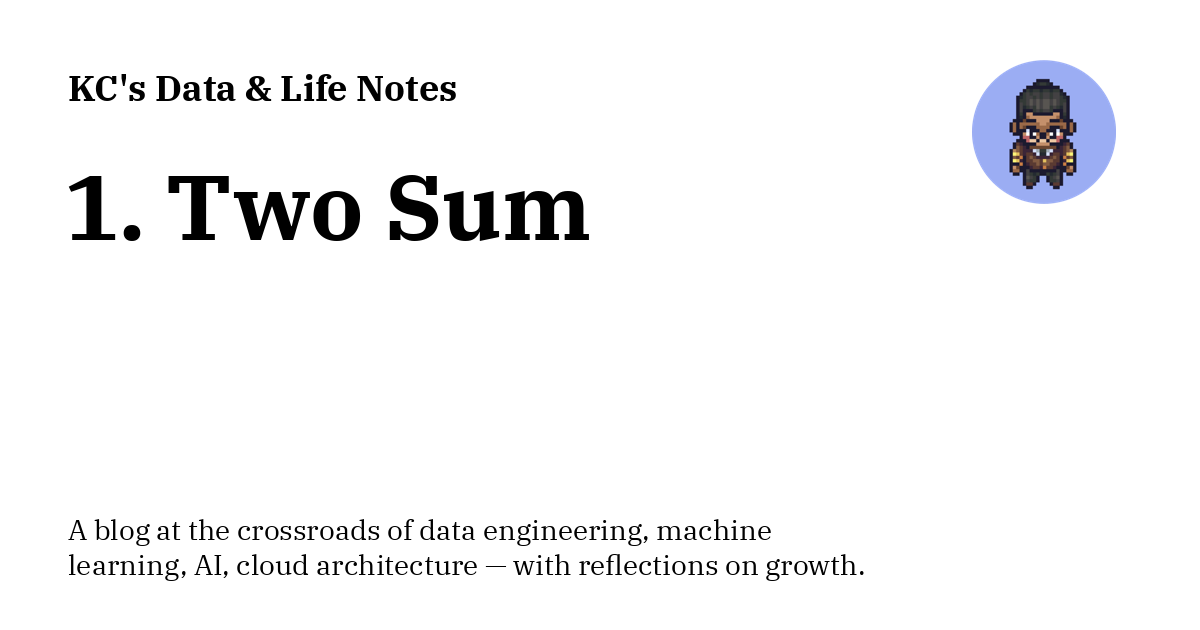 KC's Data & Life Notes
1. Two Sum
A blog at the crossroads of data engineering, machine
learning, AI, cloud architecture — with reflections on growth.